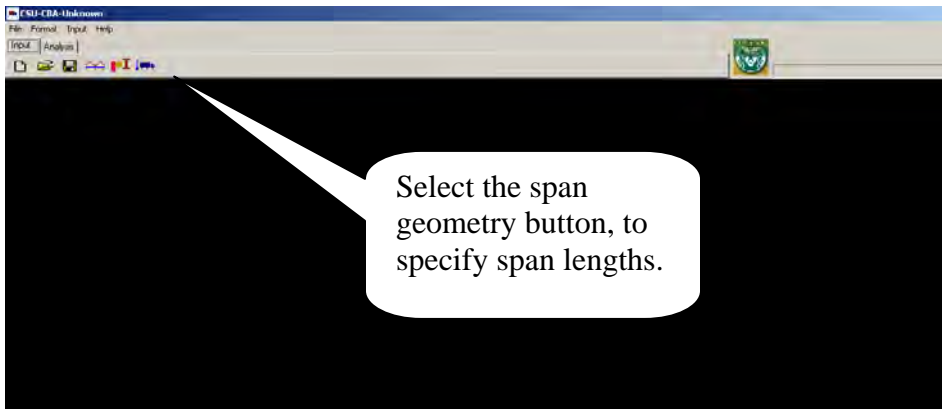 CSU-CBA-Unknown
File Format Input Help
Input Analysis
Select the span
geometry button, to
specify span lengths.